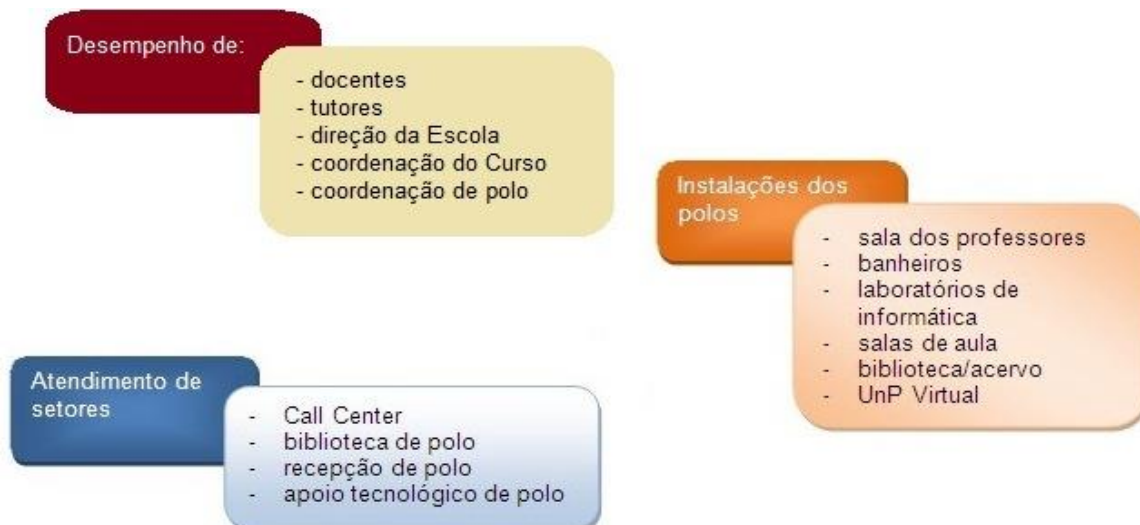 Desempenho de:
- docentes
- tutores
- direção da Escola
- coordenação do Curso
- coordenação de polo
Instalações dos
polos
- sala dos professores
- banheiros
- laboratórios de
informática
- salas de aula
- biblioteca/acervo
- UnP Virtual
Atendimento de
setores
- Call Center
- biblioteca de polo
- recepção de polo
- apoio tecnológico de polo